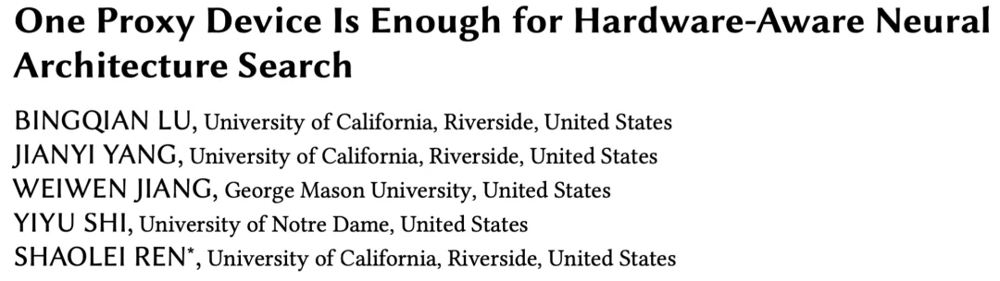 One Proxy Device Is Enough for Hardware-Aware Neural
Architecture Search
BINGQIAN LU, University of California, Riverside, United States
JIANYI YANG, University of California, Riverside, United States
WEIWEN JIANG, George Mason University, United States
YIYU SHI, University of Notre Dame, United States
SHAOLEI REN*, University of California, Riverside, United States